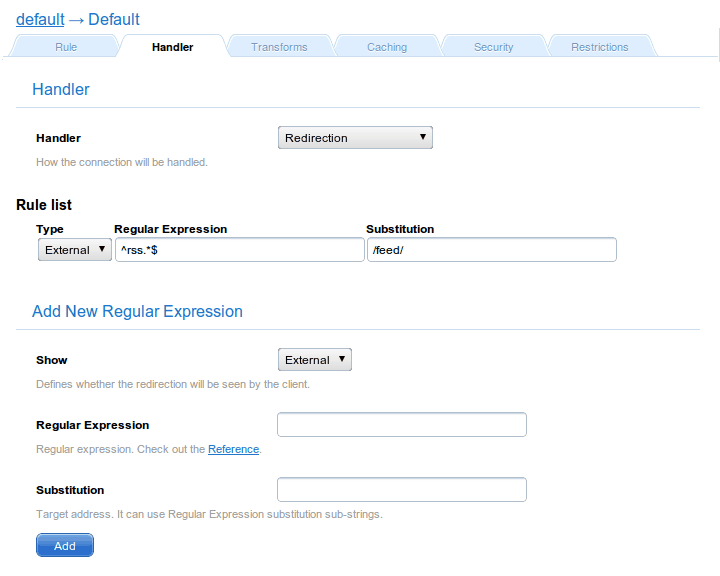 default → Default
Rule Handler Transforms Caching Security Restrictions
Handler
Handler Redirection
How the connection will be handled.
Rule list
Type Regular Expression Substitution
External ^rss.*$ /feed/
Add New Regular Expression
Show External
Defines whether the redirection will be seen by the client.
Regular Expression
Regular expression. Check out the Reference.
Substitution
Target address. It can use Regular Expression substitution sub-strings.
Add